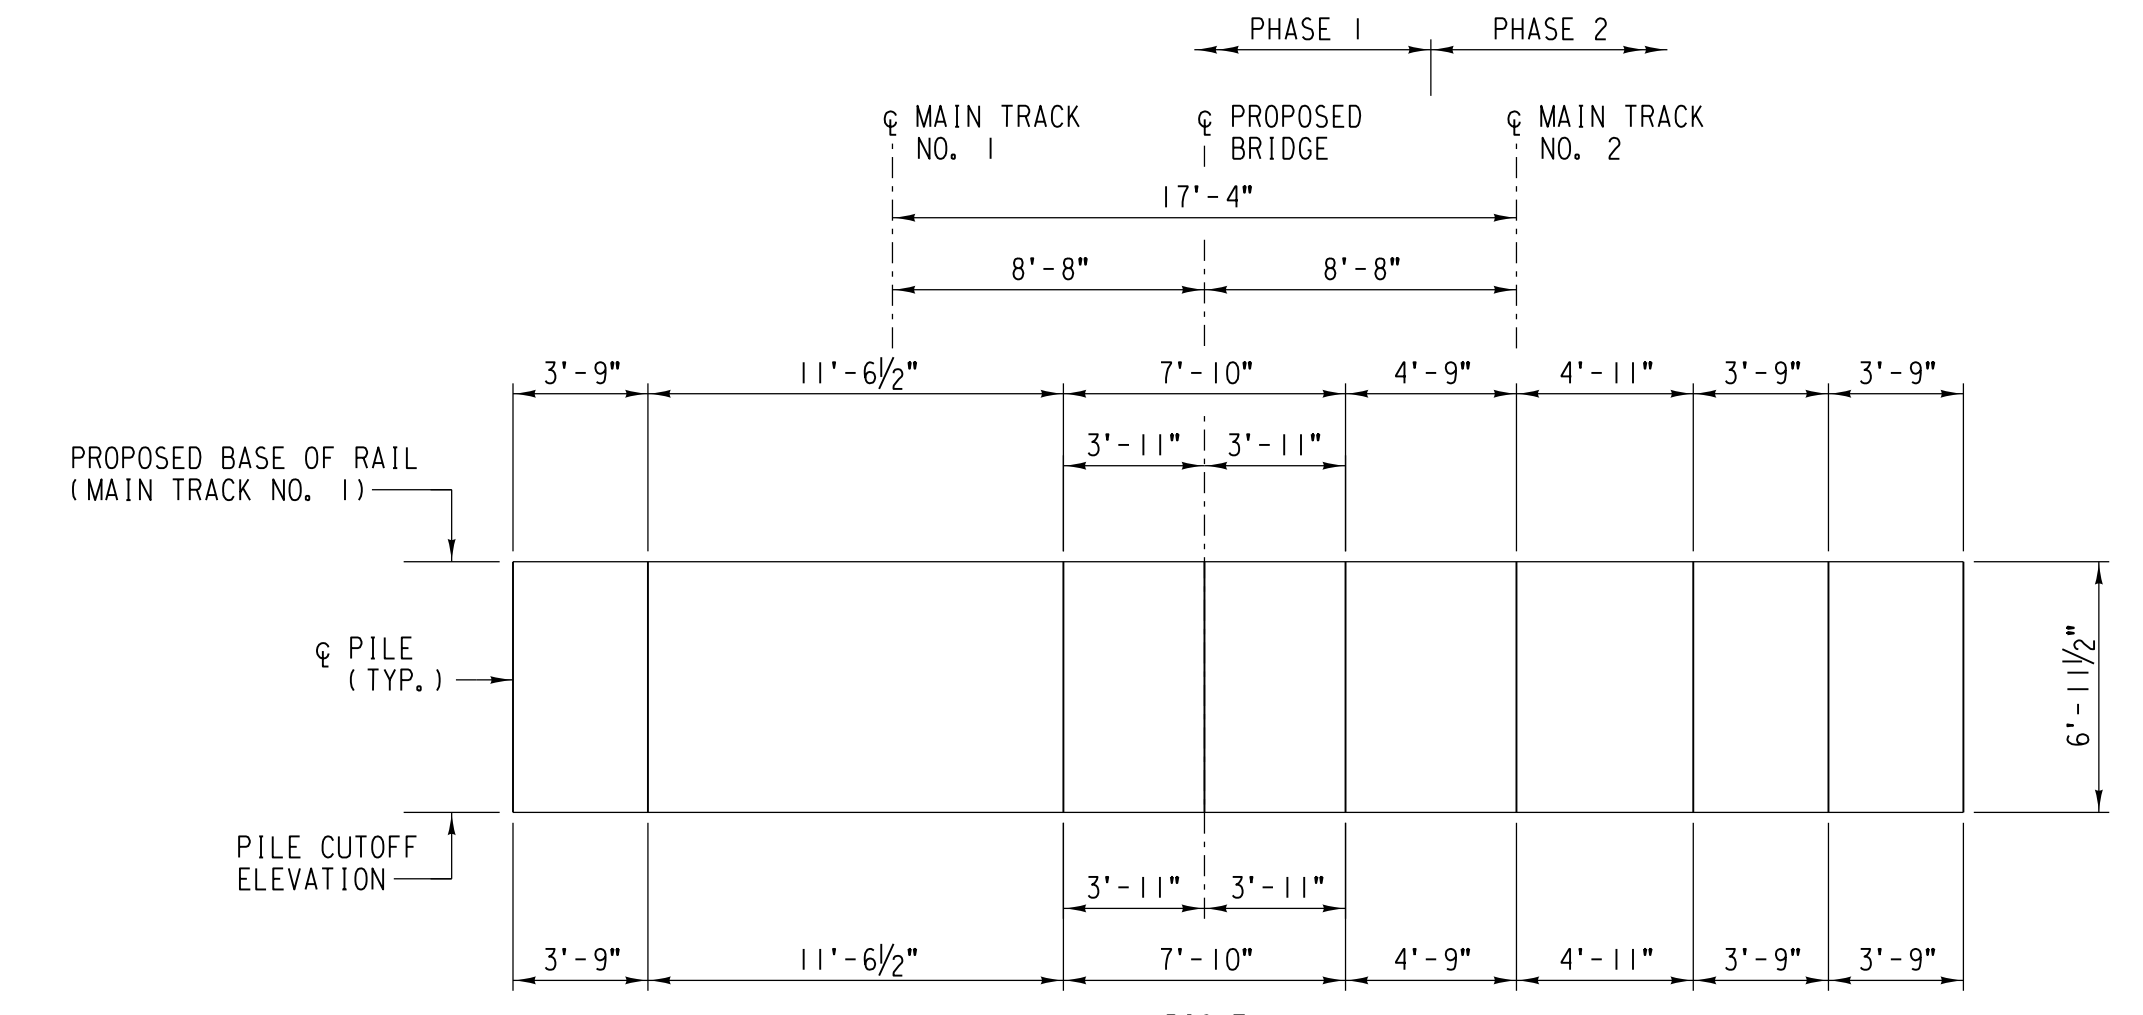 PHASE 1 PHASE 2
℄ MAIN TRACK NO. 1
℄ PROPOSED BRIDGE
℄ MAIN TRACK NO. 2
17'-4"
8'-8" 8'-8"
3'-9" 11'-6½" 7'-10" 4'-9" 4'-11" 3'-9" 3'-9"
3'-11" 3'-11"
PROPOSED BASE OF RAIL
(MAIN TRACK NO. 1)
℄ PILE
(TYP.)
6'-11½"
PILE CUTOFF
ELEVATION
3'-11" 3'-11"
3'-9" 11'-6½" 7'-10" 4'-9" 4'-11" 3'-9" 3'-9"